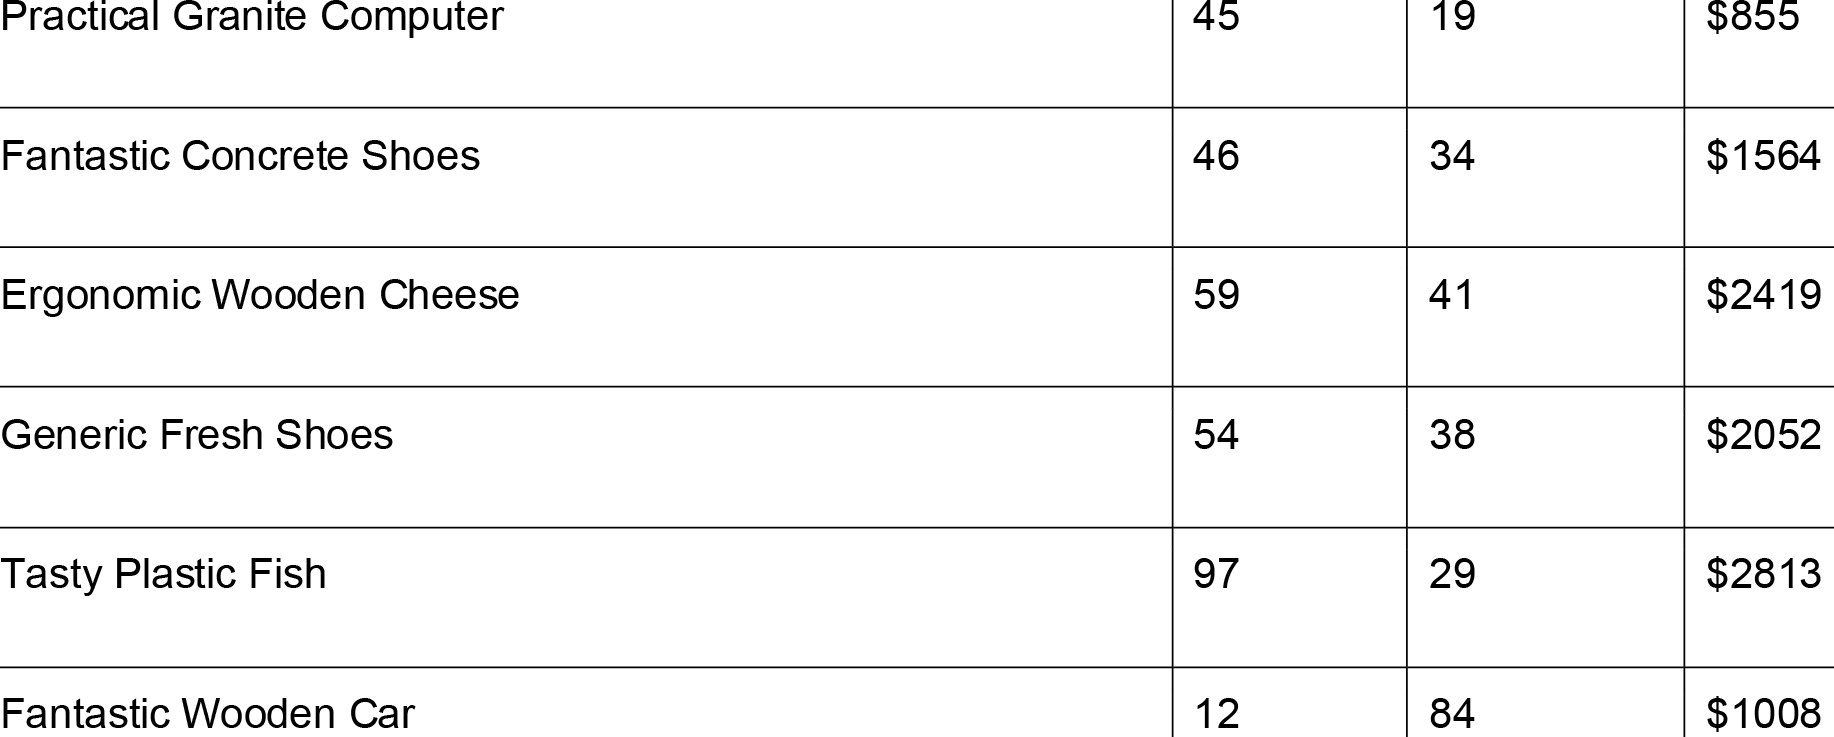 Practical Granite Computer 45 19 $855
Fantastic Concrete Shoes 46 34 $1564
Ergonomic Wooden Cheese 59 41 $2419
Generic Fresh Shoes 54 38 $2052
Tasty Plastic Fish 97 29 $2813
Fantastic Wooden Car 12 84 $1008